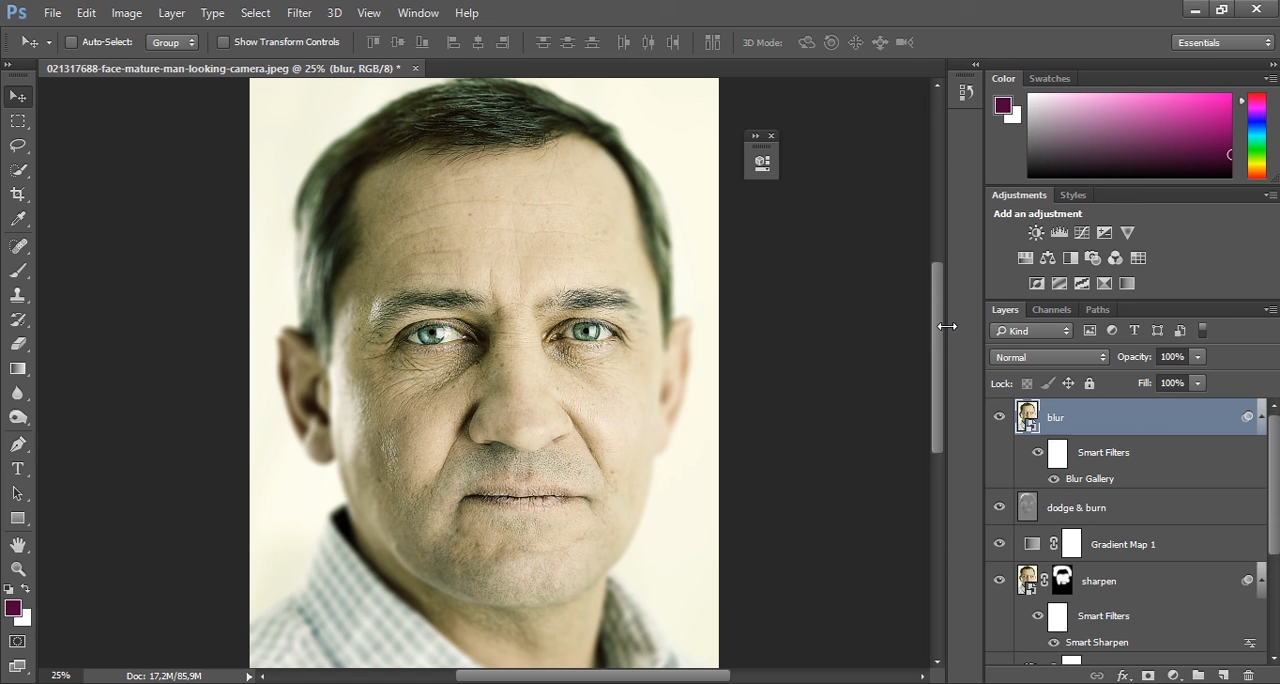 Ps File Edit Image Layer Type Select Filter 3D View Window Help
Auto-Select: Group Show Transform Controls 3D Mode: Essentials
021317688-face-mature-man-looking-camera.jpeg @ 25% (blur, RGB/8) *
Color Swatches
Adjustments Styles
Add an adjustment
Layers Channels Paths
Kind
Normal Opacity: 100%
Lock: Fill: 100%
blur
Smart Filters
Blur Gallery
dodge & burn
Gradient Map 1
sharpen
Smart Filters
Smart Sharpen
25% Doc: 17,2M/85,9M